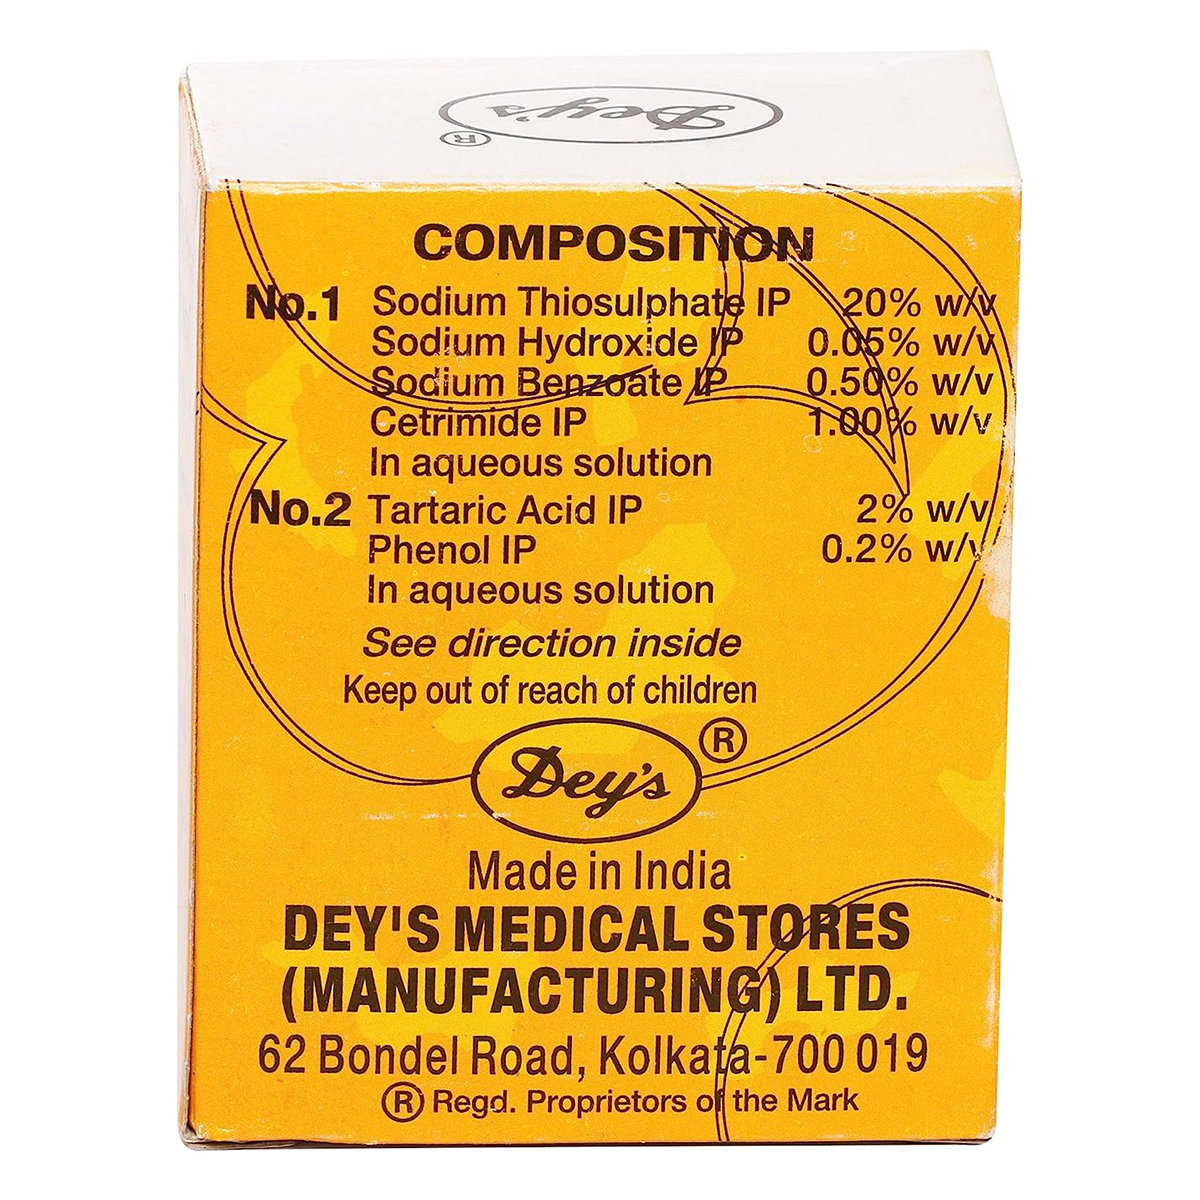 Dey's
®
COMPOSITION
No.1 Sodium Thiosulphate IP 20% w/v
Sodium Hydroxide IP 0.05% w/v
Sodium Benzoate IP 0.50% w/v
Cetrimide IP 1.00% w/v
In aqueous solution
No.2 Tartaric Acid IP 2% w/v
Phenol IP 0.2% w/v
In aqueous solution
See direction inside
Keep out of reach of children
Dey's ®
Made in India
DEY'S MEDICAL STORES
(MANUFACTURING) LTD.
62 Bondel Road, Kolkata-700 019
® Regd. Proprietors of the Mark